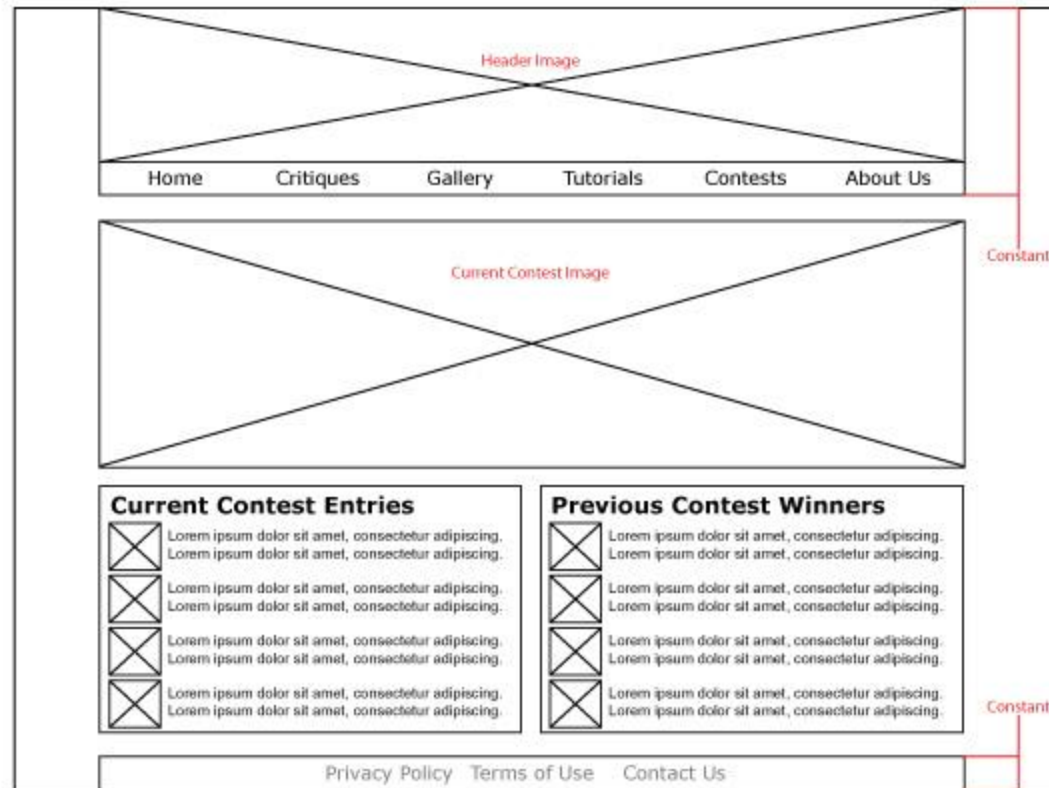 Header Image
Home Critiques Gallery Tutorials Contests About Us
Constant
Current Contest Image
Current Contest Entries
Lorem ipsum dolor sit amet, consectetur adipiscing.
Lorem ipsum dolor sit amet, consectetur adipiscing.
Lorem ipsum dolor sit amet, consectetur adipiscing.
Lorem ipsum dolor sit amet, consectetur adipiscing.
Lorem ipsum dolor sit amet, consectetur adipiscing.
Lorem ipsum dolor sit amet, consectetur adipiscing.
Lorem ipsum dolor sit amet, consectetur adipiscing.
Lorem ipsum dolor sit amet, consectetur adipiscing.
Previous Contest Winners
Lorem ipsum dolor sit amet, consectetur adipiscing.
Lorem ipsum dolor sit amet, consectetur adipiscing.
Lorem ipsum dolor sit amet, consectetur adipiscing.
Lorem ipsum dolor sit amet, consectetur adipiscing.
Lorem ipsum dolor sit amet, consectetur adipiscing.
Lorem ipsum dolor sit amet, consectetur adipiscing.
Lorem ipsum dolor sit amet, consectetur adipiscing.
Lorem ipsum dolor sit amet, consectetur adipiscing.
Constant
Privacy Policy Terms of Use Contact Us